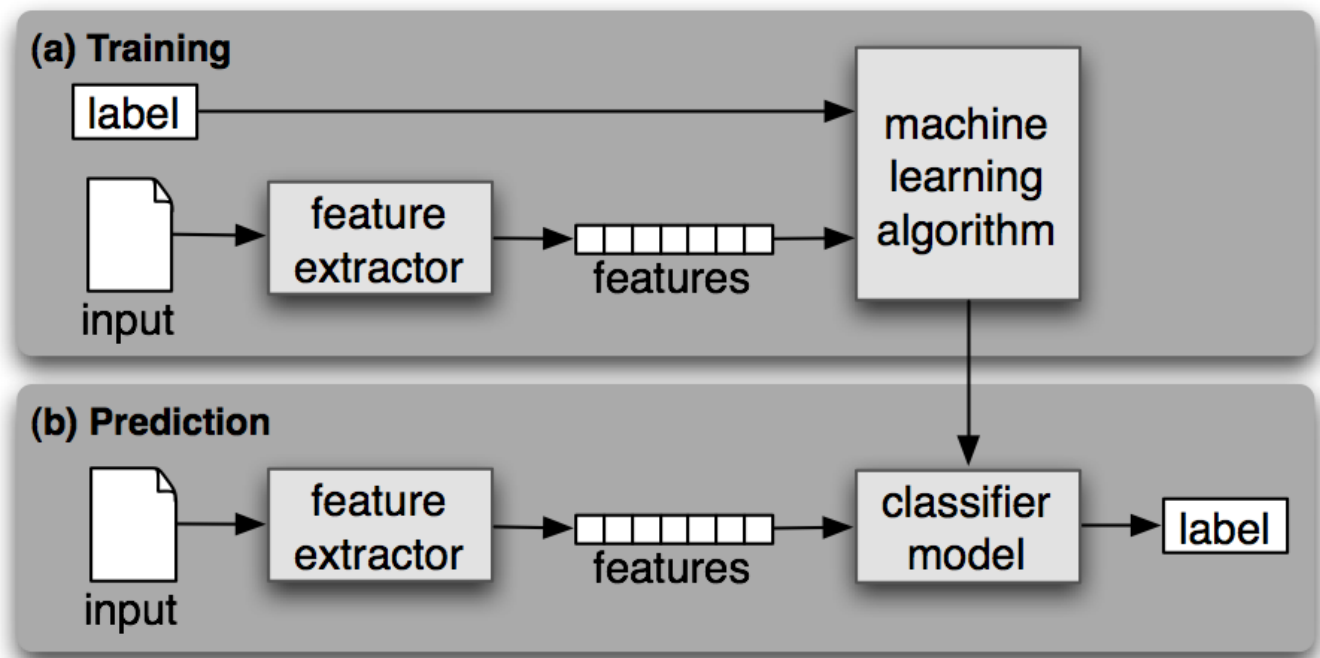 (a) Training
label
machine
learning
algorithm
feature
extractor
features
input
(b) Prediction
feature
extractor
features
input
classifier
model
label